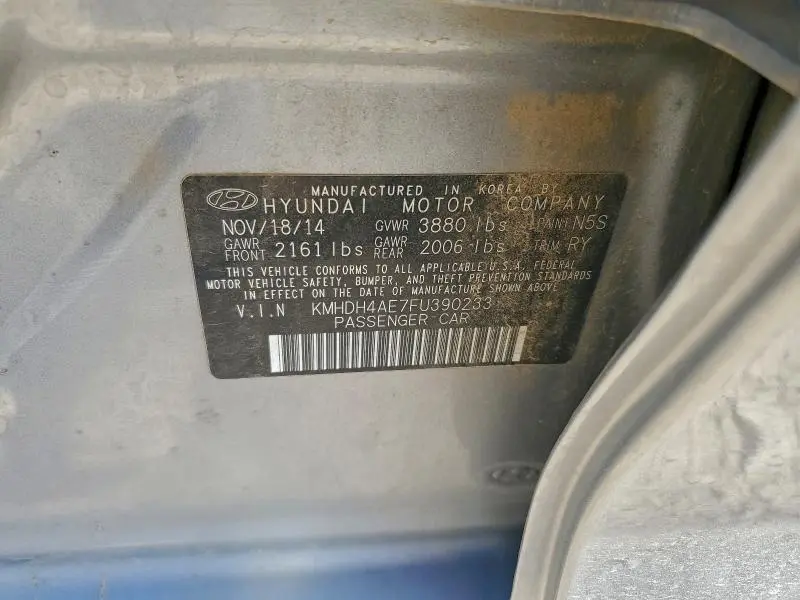 MANUFACTURED IN KOREA BY
HYUNDAI MOTOR COMPANY
NOV/18/14 GVWR 3880 lbs PAINT N5S
GAWR FRONT 2161 lbs GAWR REAR 2006 lbs TRIM RY
THIS VEHICLE CONFORMS TO ALL APPLICABLE U.S.A. FEDERAL
MOTOR VEHICLE SAFETY, BUMPER, AND THEFT PREVENTION STANDARDS
IN EFFECT ON THE DATE OF MANUFACTURE SHOWN ABOVE
V.I.N KMHDH4AE7FU390233
PASSENGER CAR